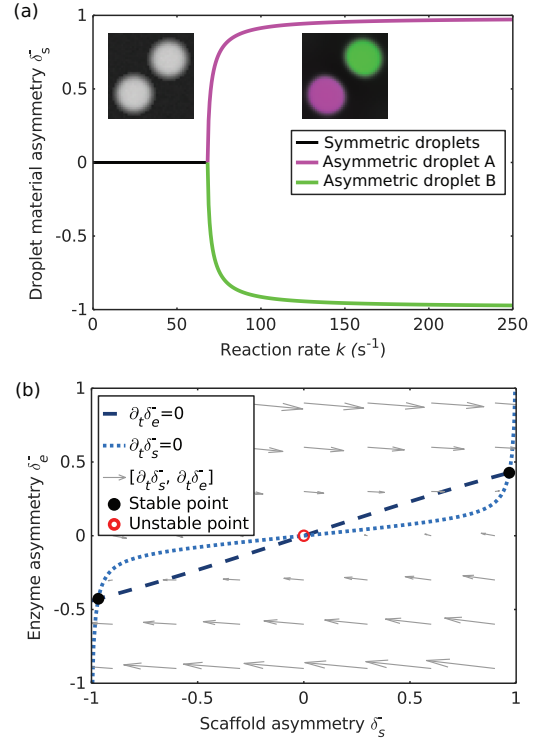 (a)
Droplet material asymmetry δ̄s
1
0.5
0
-0.5
-1
Symmetric droplets
Asymmetric droplet A
Asymmetric droplet B
0 50 100 150 200 250
Reaction rate k (s⁻¹)
(b)
Enzyme asymmetry δ̄e
1
0.5
0
-0.5
-1
∂tδ̄e=0
∂tδ̄s=0
[∂tδ̄s, ∂tδ̄e]
Stable point
Unstable point
-1 -0.5 0 0.5 1
Scaffold asymmetry δ̄s